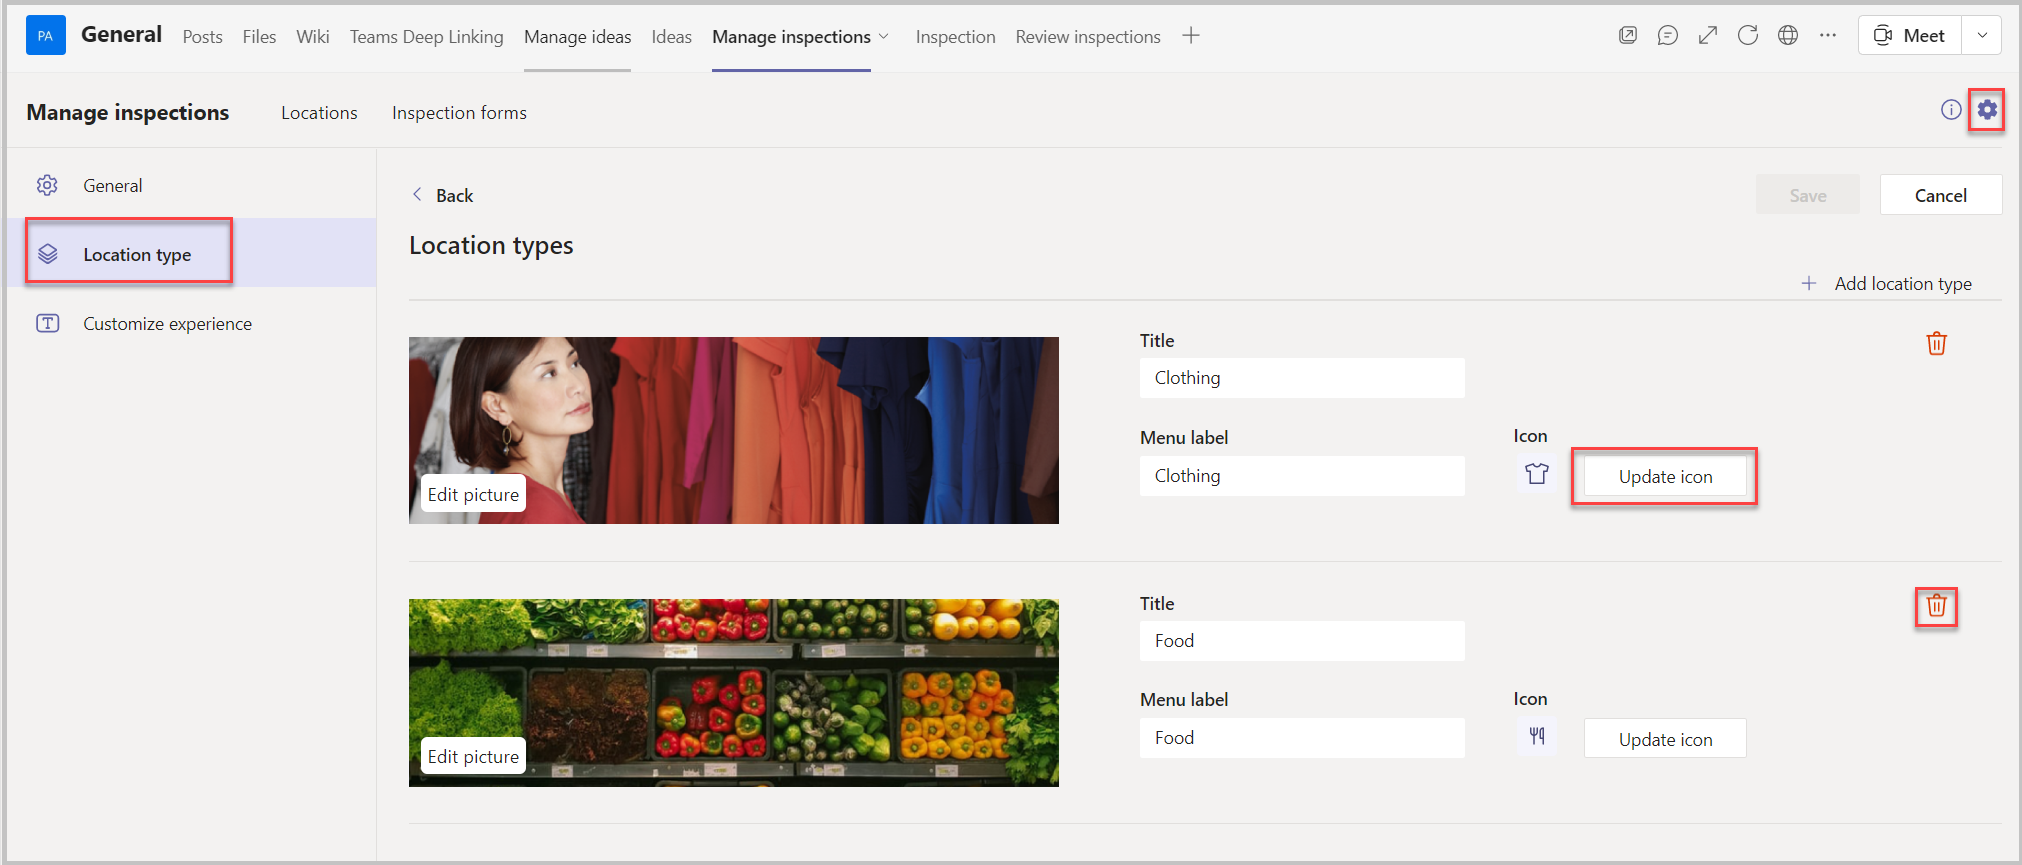 PA General Posts Files Wiki Teams Deep Linking Manage ideas Ideas Manage inspections Inspection Review inspections Meet
Manage inspections Locations Inspection forms
General
Location type
Customize experience
Back Save Cancel
Location types
Add location type
Title
Clothing
Menu label Icon
Clothing Update icon
Edit picture
Title
Food
Menu label Icon
Food Update icon
Edit picture